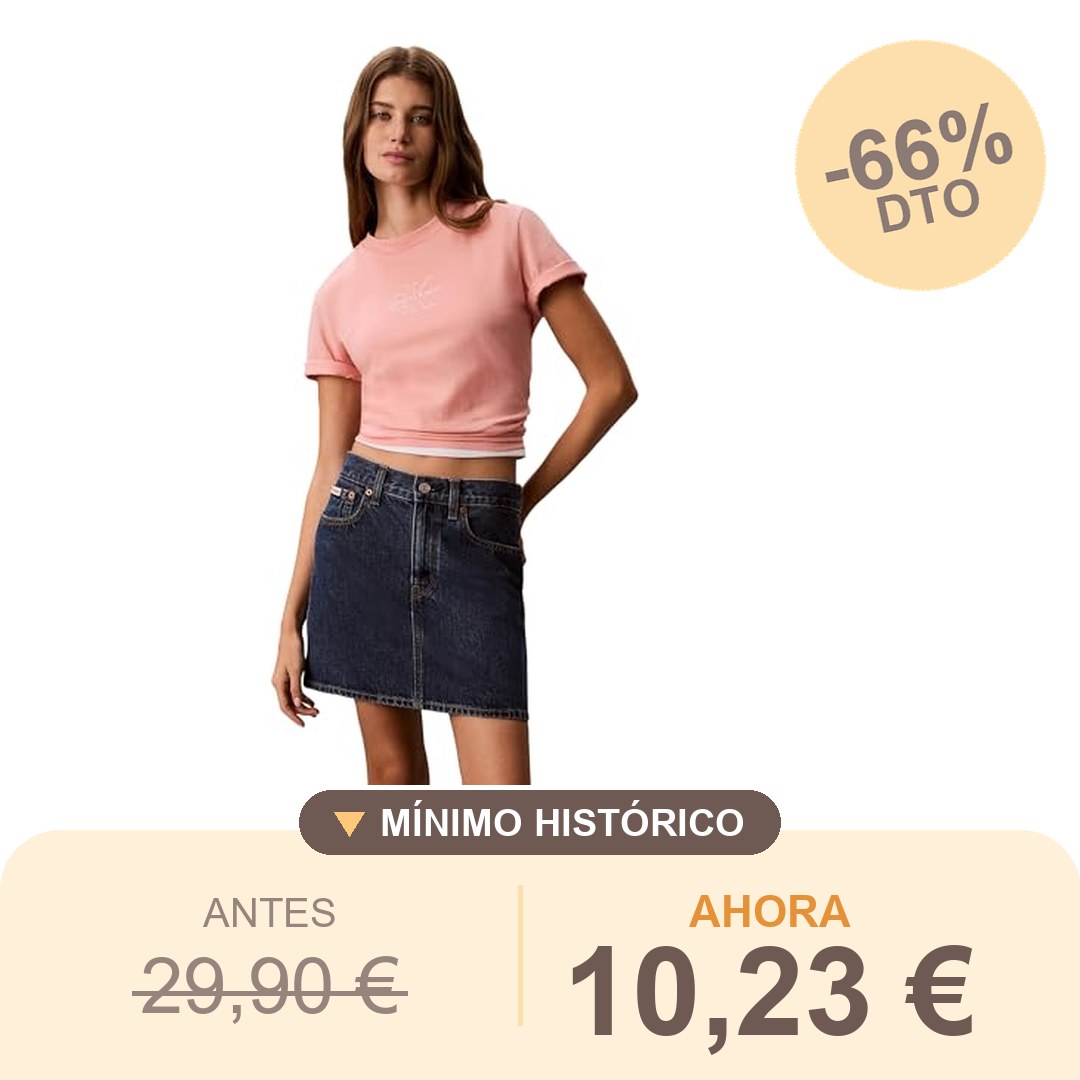 -66%
DTO
MÍNIMO HISTÓRICO
ANTES
29,90 €
AHORA
10,23 €